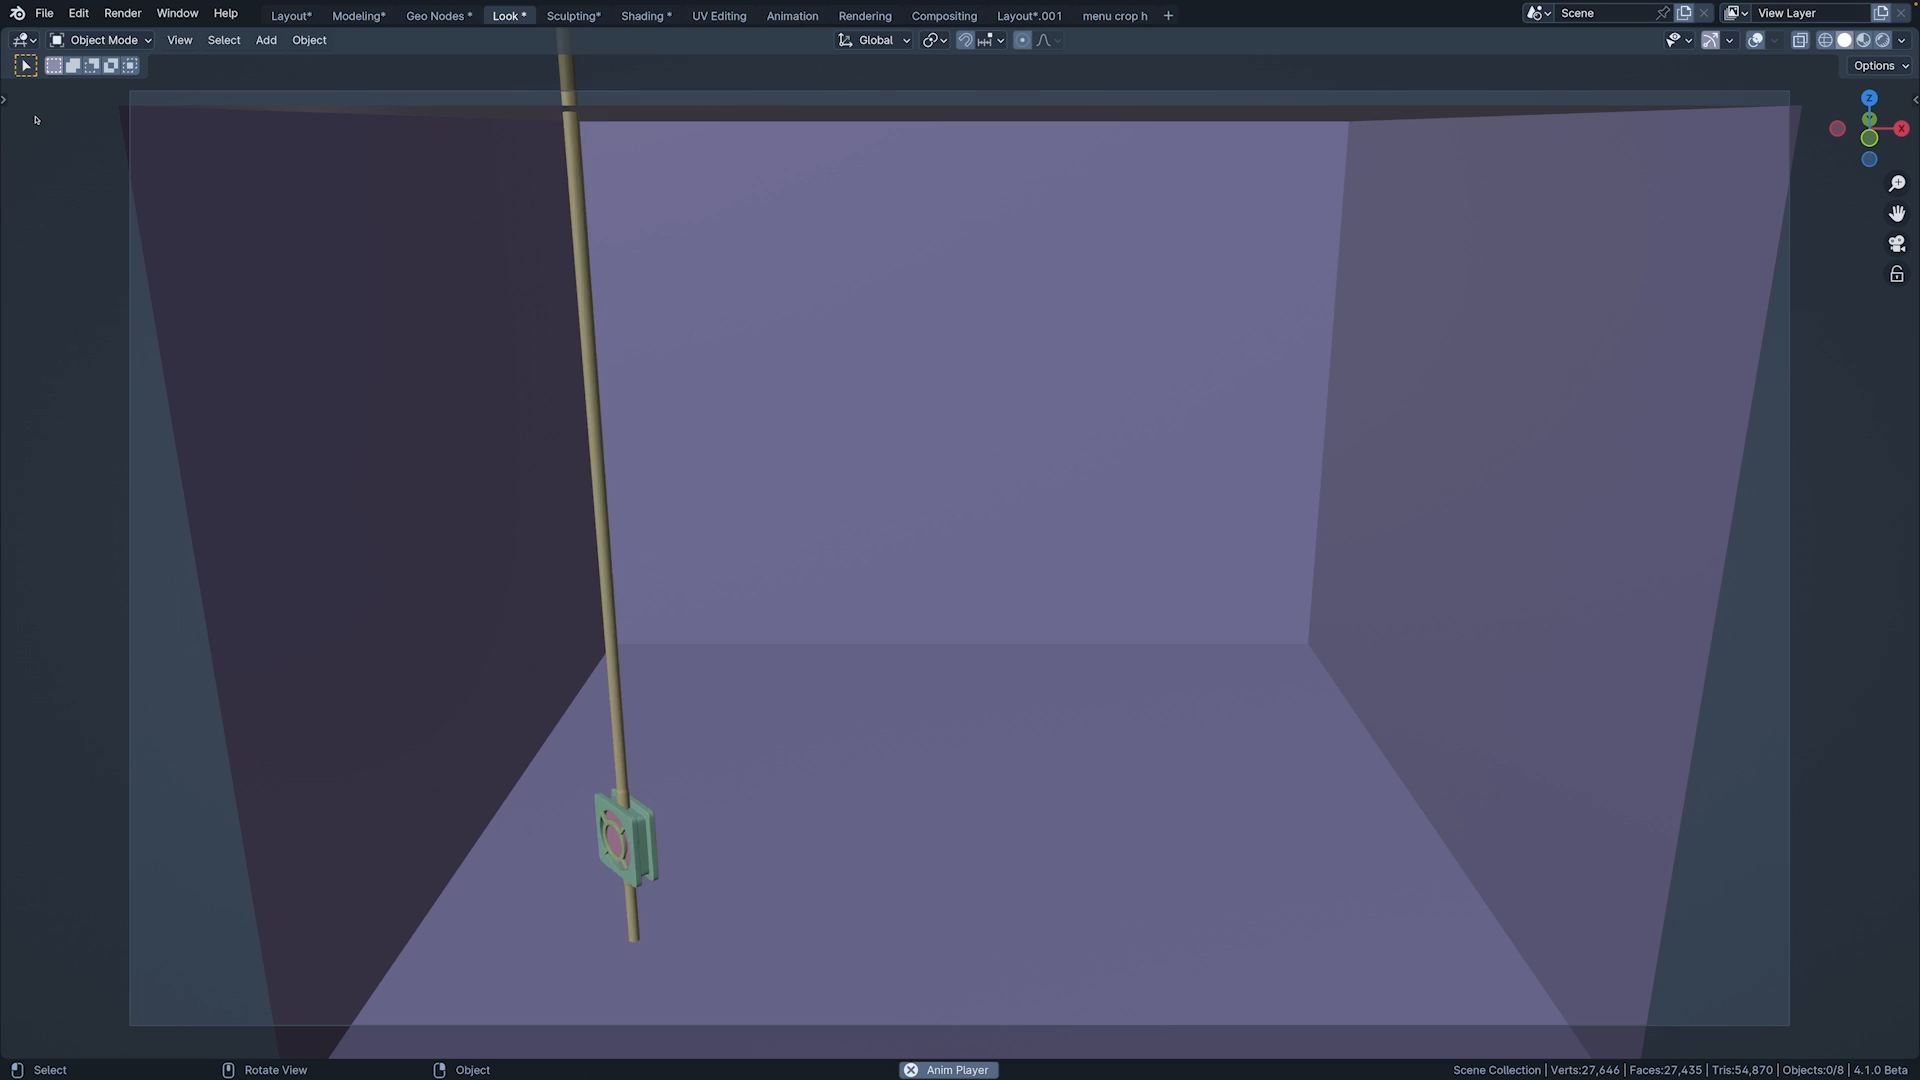 File Edit Render Window Help Layout* Modeling* Geo Nodes * Look * Sculpting* Shading * UV Editing Animation Rendering Compositing Layout*.001 menu crop h + Scene View Layer
Object Mode View Select Add Object Global
Options
Z
X
Select Rotate View Object Anim Player Scene Collection | Verts:27,646 | Faces:27,435 | Tris:54,870 | Objects:0/8 | 4.1.0 Beta